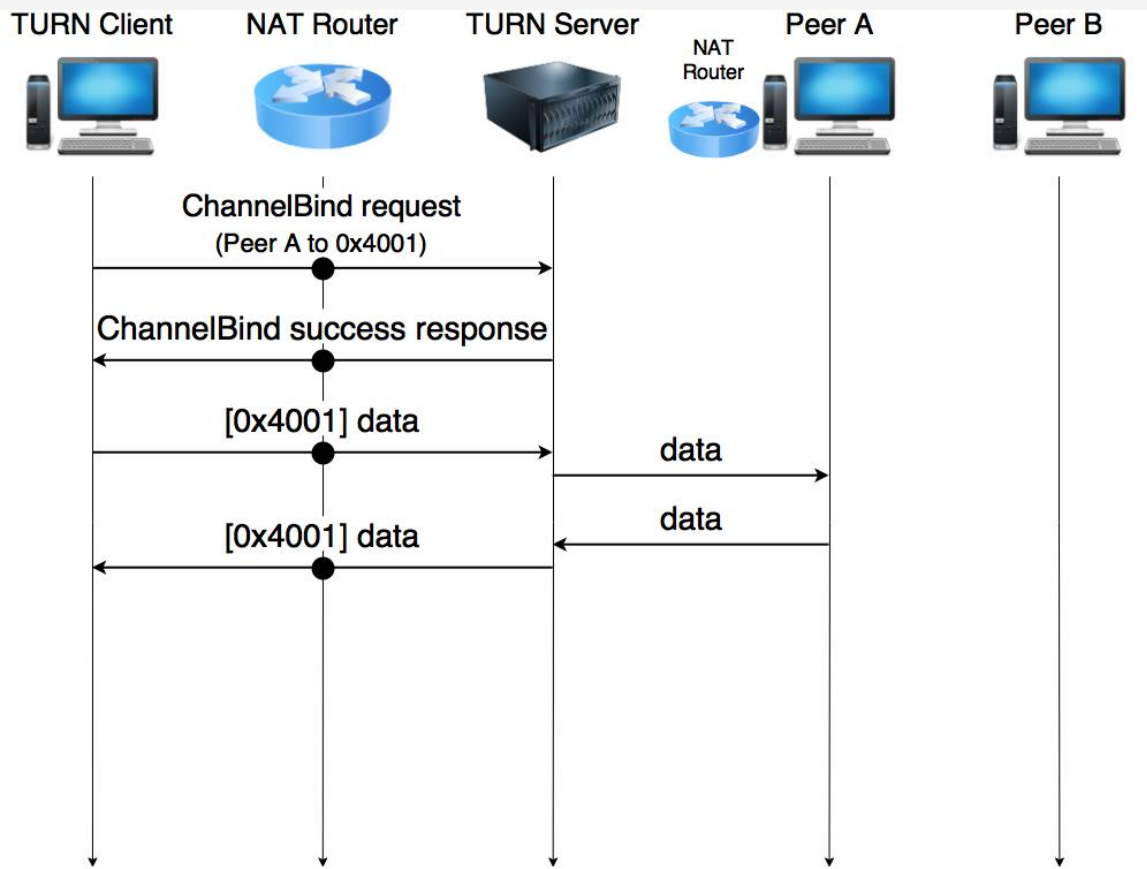 TURN Client
NAT Router
TURN Server
NAT
Router
Peer A
Peer B
ChannelBind request
(Peer A to 0x4001)
ChannelBind success response
[0x4001] data
data
data
[0x4001] data